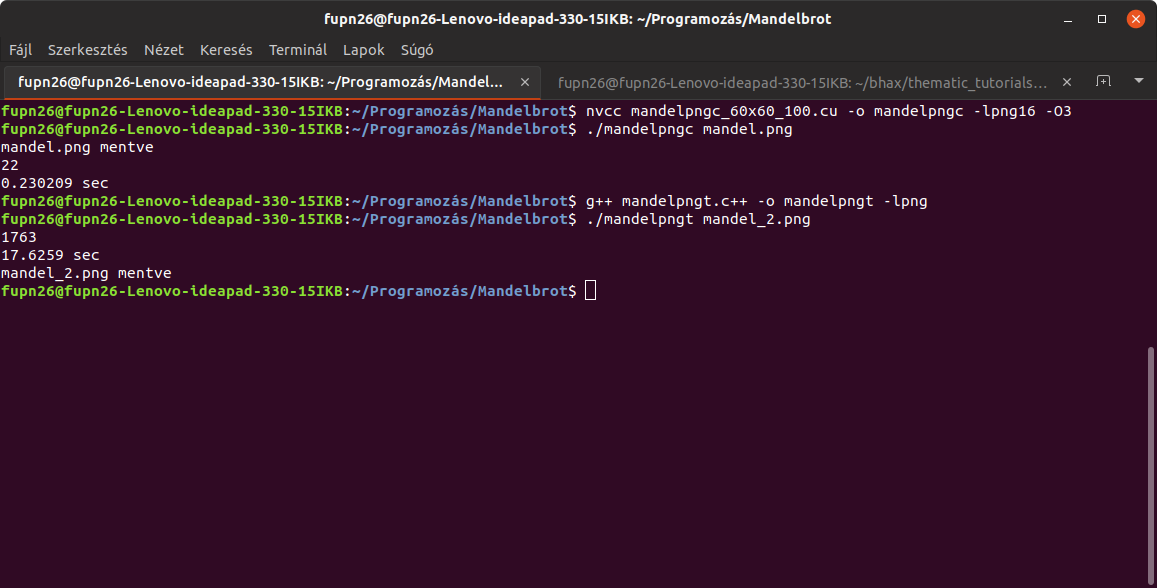 fupn26@fupn26-Lenovo-ideapad-330-15IKB: ~/Programozás/Mandelbrot
Fájl Szerkesztés Nézet Keresés Terminál Lapok Súgó
fupn26@fupn26-Lenovo-ideapad-330-15IKB: ~/Programozás/Mandel... fupn26@fupn26-Lenovo-ideapad-330-15IKB: ~/bhax/thematic_tutorials...
fupn26@fupn26-Lenovo-ideapad-330-15IKB:~/Programozás/Mandelbrot$ nvcc mandelpngc_60x60_100.cu -o mandelpngc -lpng16 -O3
fupn26@fupn26-Lenovo-ideapad-330-15IKB:~/Programozás/Mandelbrot$ ./mandelpngc mandel.png
mandel.png mentve
22
0.230209 sec
fupn26@fupn26-Lenovo-ideapad-330-15IKB:~/Programozás/Mandelbrot$ g++ mandelpngt.c++ -o mandelpngt -lpng
fupn26@fupn26-Lenovo-ideapad-330-15IKB:~/Programozás/Mandelbrot$ ./mandelpngt mandel_2.png
1763
17.6259 sec
mandel_2.png mentve
fupn26@fupn26-Lenovo-ideapad-330-15IKB:~/Programozás/Mandelbrot$